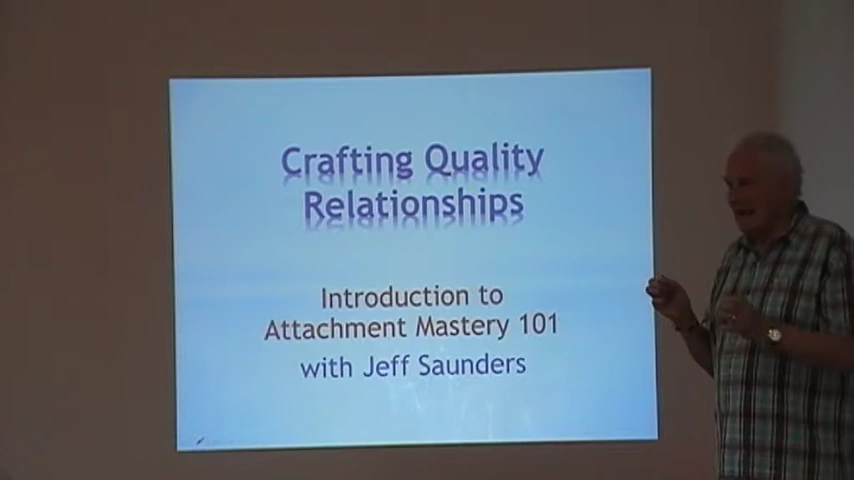 Crafting Quality
Relationships
Introduction to
Attachment Mastery 101
with Jeff Saunders